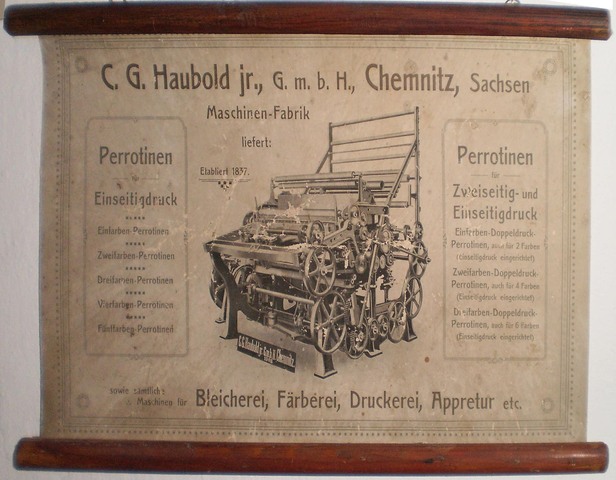 C. G. Haubold jr., G. m. b. H., Chemnitz, Sachsen
Maschinen-Fabrik
liefert:
Etabliert 1837.
Perrotinen
Einseitigdruck
Einfarben-Perrotinen
Zweifarben-Perrotinen
Dreifarben-Perrotinen
Vierfarben-Perrotinen
Fünffarben-Perrotinen
Perrotinen
für
Zweiseitig- und
Einseitigdruck
Einfarben-Doppeldruck-
Perrotinen, auch für 2 Farben
(Einseitigdruck eingerichtet)
Zweifarben-Doppeldruck-
Perrotinen, auch für 4 Farben
(Einseitigdruck eingerichtet)
Dreifarben-Doppeldruck-
Perrotinen, auch für 6 Farben
(Einseitigdruck eingerichtet)
C.G. Haubold jr. G.m.b.H. Chemnitz
sowie sämtliche
Maschinen für Bleicherei, Färberei, Druckerei, Appretur etc.